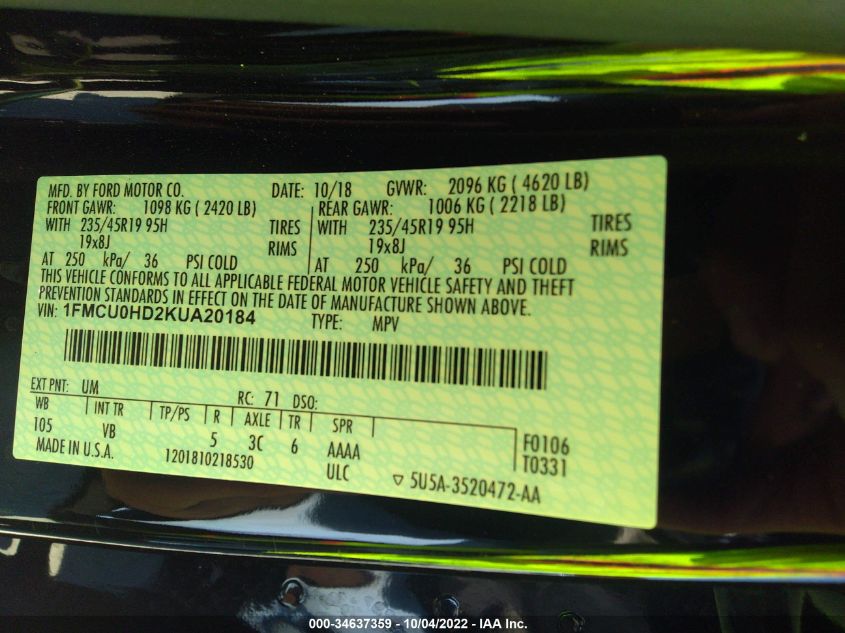 MFD. BY FORD MOTOR CO. DATE: 10/18 GVWR: 2096 KG ( 4620 LB)
FRONT GAWR: 1098 KG ( 2420 LB) REAR GAWR: 1006 KG ( 2218 LB)
WITH 235/45R19 95H TIRES WITH 235/45R19 95H TIRES
19x8J RIMS 19x8J RIMS
AT 250 kPa/ 36 PSI COLD AT 250 kPa/ 36 PSI COLD
THIS VEHICLE CONFORMS TO ALL APPLICABLE FEDERAL MOTOR VEHICLE SAFETY AND THEFT
PREVENTION STANDARDS IN EFFECT ON THE DATE OF MANUFACTURE SHOWN ABOVE.
VIN: 1FMCU0HD2KUA20184 TYPE: MPV
EXT PNT: UM RC: 71 DSO:
WB INT TR TP/PS R AXLE TR SPR
105 VB 5 3C 6 AAAA F0106
MADE IN U.S.A. 1201810218530 ULC T0331
▽ 5U5A-3520472-AA
000-34637359 - 10/04/2022 - IAA Inc.